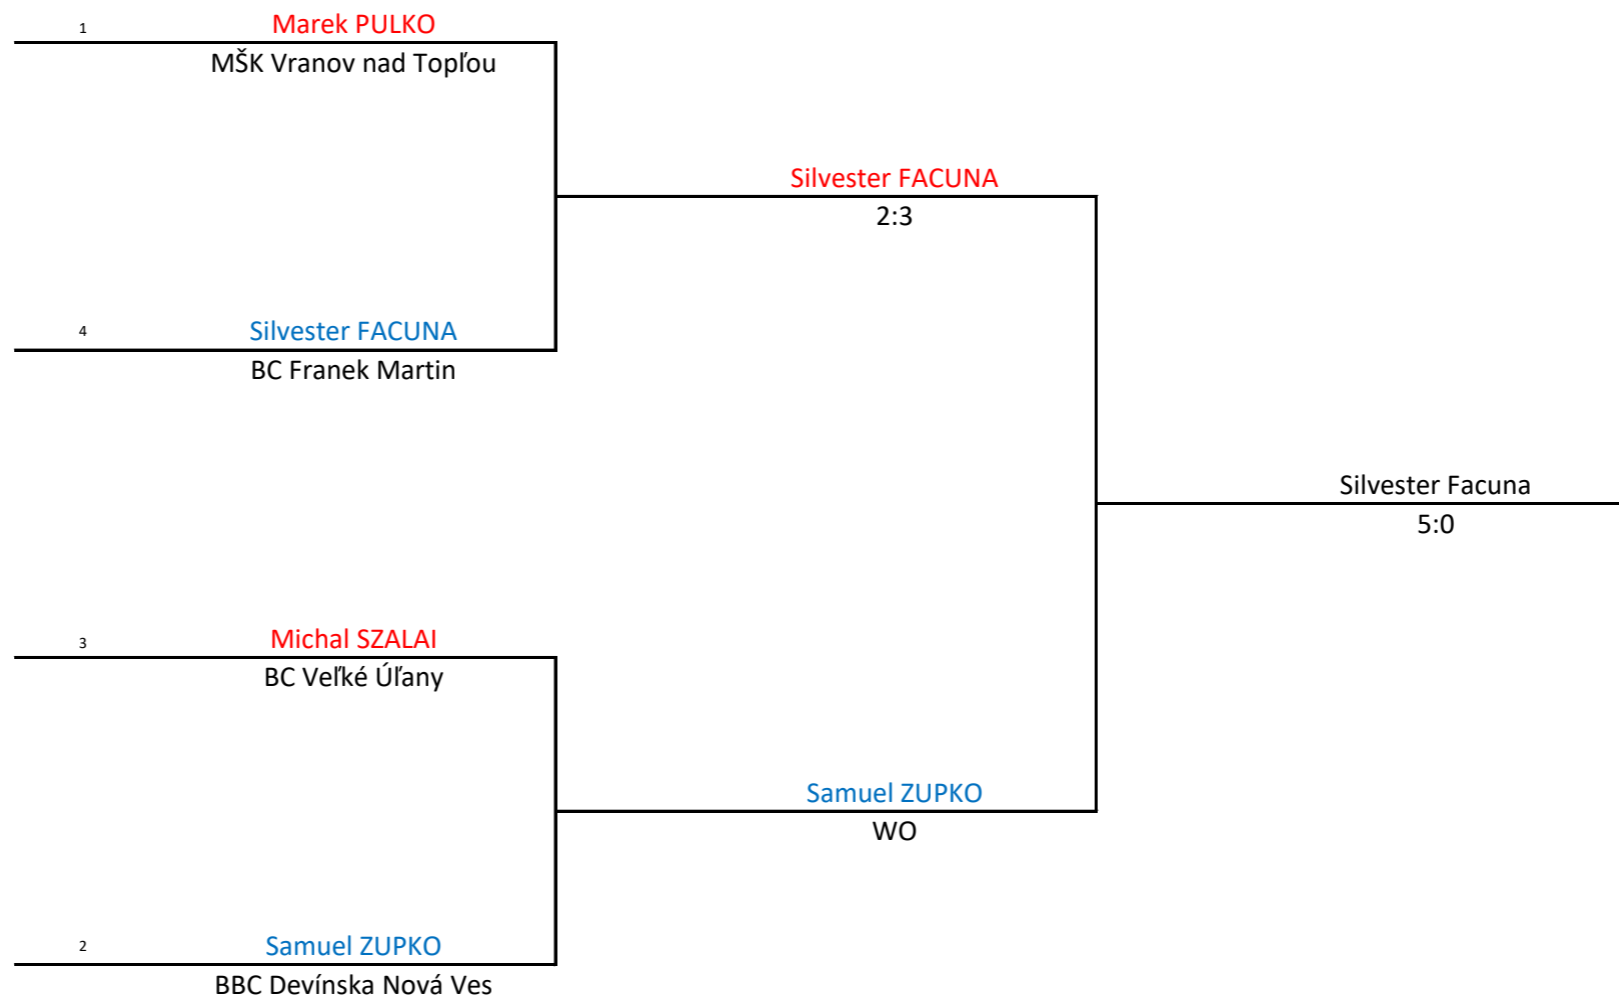 1
Marek PULKO
MŠK Vranov nad Topľou
Silvester FACUNA
2:3
4
Silvester FACUNA
BC Franek Martin
Silvester Facuna
5:0
3
Michal SZALAI
BC Veľké Úľany
Samuel ZUPKO
WO
2
Samuel ZUPKO
BBC Devínska Nová Ves